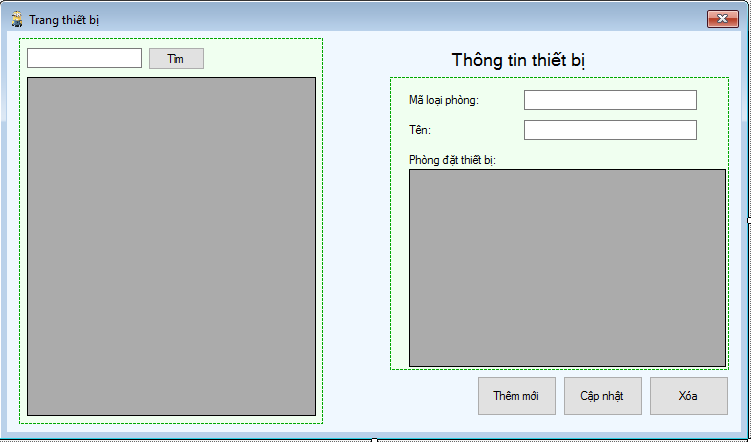 Trang thiết bị
Tìm
Thông tin thiết bị
Mã loại phòng:
Tên:
Phòng đặt thiết bị:
Thêm mới
Cập nhật
Xóa